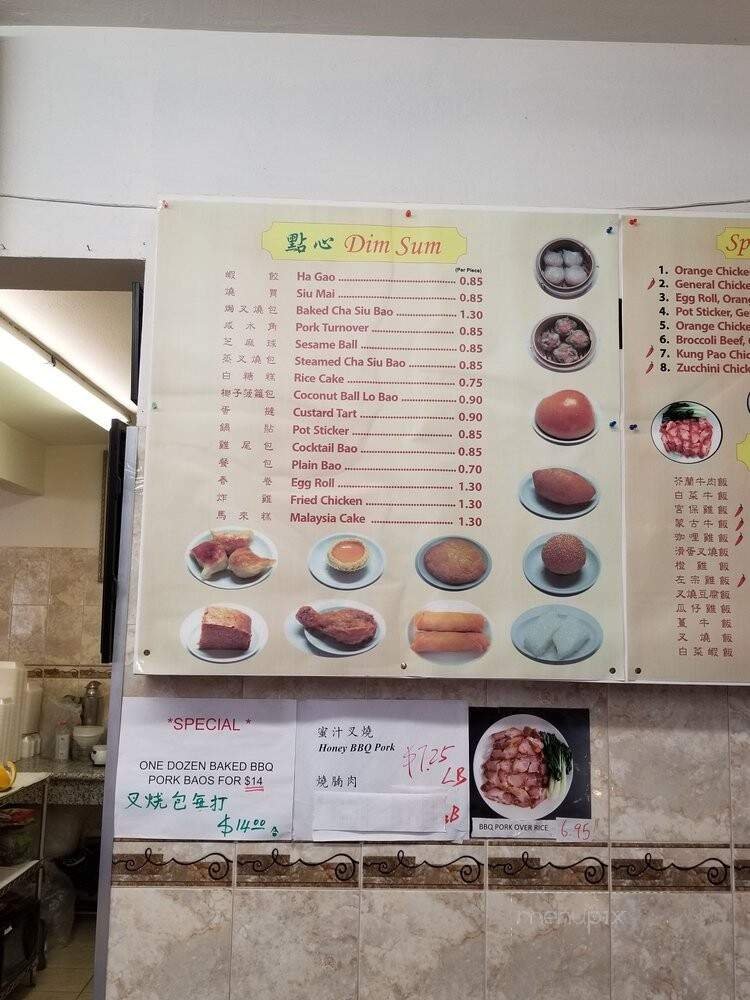 點心 Dim Sum
(Per Piece)
蝦餃 Ha Gao 0.85
燒賣 Siu Mai 0.85
焗叉燒包 Baked Cha Siu Bao 1.30
咸水角 Pork Turnover 0.85
芝麻球 Sesame Ball 0.85
蒸叉燒包 Steamed Cha Siu Bao 0.85
白糖糕 Rice Cake 0.75
椰子菠蘿包 Coconut Ball Lo Bao 0.90
蛋撻 Custard Tart 0.90
鍋貼 Pot Sticker 0.85
雞尾包 Cocktail Bao 0.85
餐包 Plain Bao 0.70
春卷 Egg Roll 1.30
炸雞 Fried Chicken 1.30
馬來糕 Malaysia Cake 1.30
Sp
1. Orange Chicke
2. General Chicke
3. Egg Roll, Oran
4. Pot Sticker, Ge
5. Orange Chicke
6. Broccoli Beef,
7. Kung Pao Chic
8. Zucchini Chick
芥蘭牛肉飯
白菜牛飯
宮保雞飯
蒙古牛飯
咖喱雞飯
滑蛋叉燒飯
橙雞飯
左宗雞飯
叉燒豆腐飯
瓜仔雞飯
薑牛飯
叉燒飯
白菜蝦飯
*SPECIAL *
ONE DOZEN BAKED BBQ
PORK BAOS FOR $14
叉烧包每打
$14.00
蜜汁叉燒
Honey BBQ Pork
$7.25
LB
燒腩肉
BBQ PORK OVER RICE 6.95
menupix